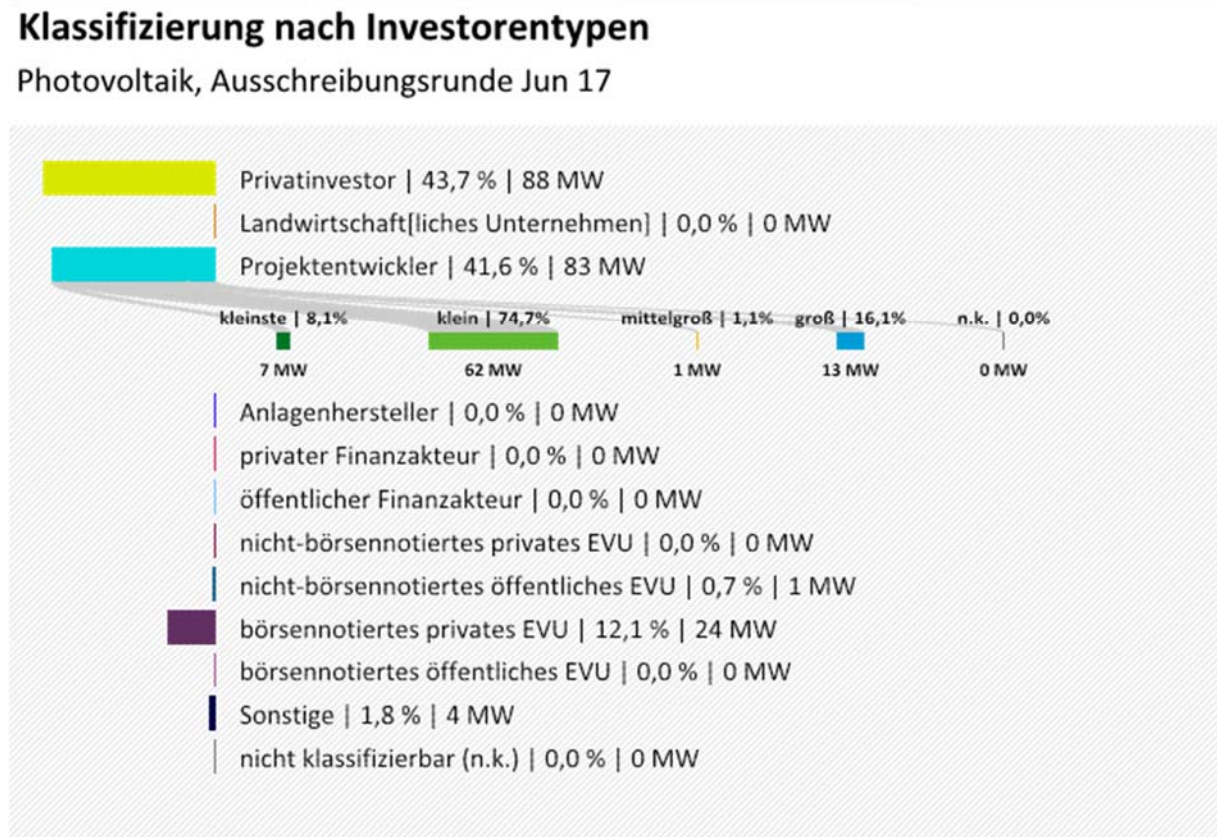 Klassifizierung nach Investorentypen
Photovoltaik, Ausschreibungsrunde Jun 17
Privatinvestor | 43,7 % | 88 MW
Landwirtschaft[liches Unternehmen] | 0,0 % | 0 MW
Projektentwickler | 41,6 % | 83 MW
kleinste | 8,1% klein | 74,7% mittelgroß | 1,1% groß | 16,1% n.k. | 0,0%
7 MW 62 MW 1 MW 13 MW 0 MW
Anlagenhersteller | 0,0 % | 0 MW
privater Finanzakteur | 0,0 % | 0 MW
öffentlicher Finanzakteur | 0,0 % | 0 MW
nicht-börsennotiertes privates EVU | 0,0 % | 0 MW
nicht-börsennotiertes öffentliches EVU | 0,7 % | 1 MW
börsennotiertes privates EVU | 12,1 % | 24 MW
börsennotiertes öffentliches EVU | 0,0 % | 0 MW
Sonstige | 1,8 % | 4 MW
nicht klassifizierbar (n.k.) | 0,0 % | 0 MW